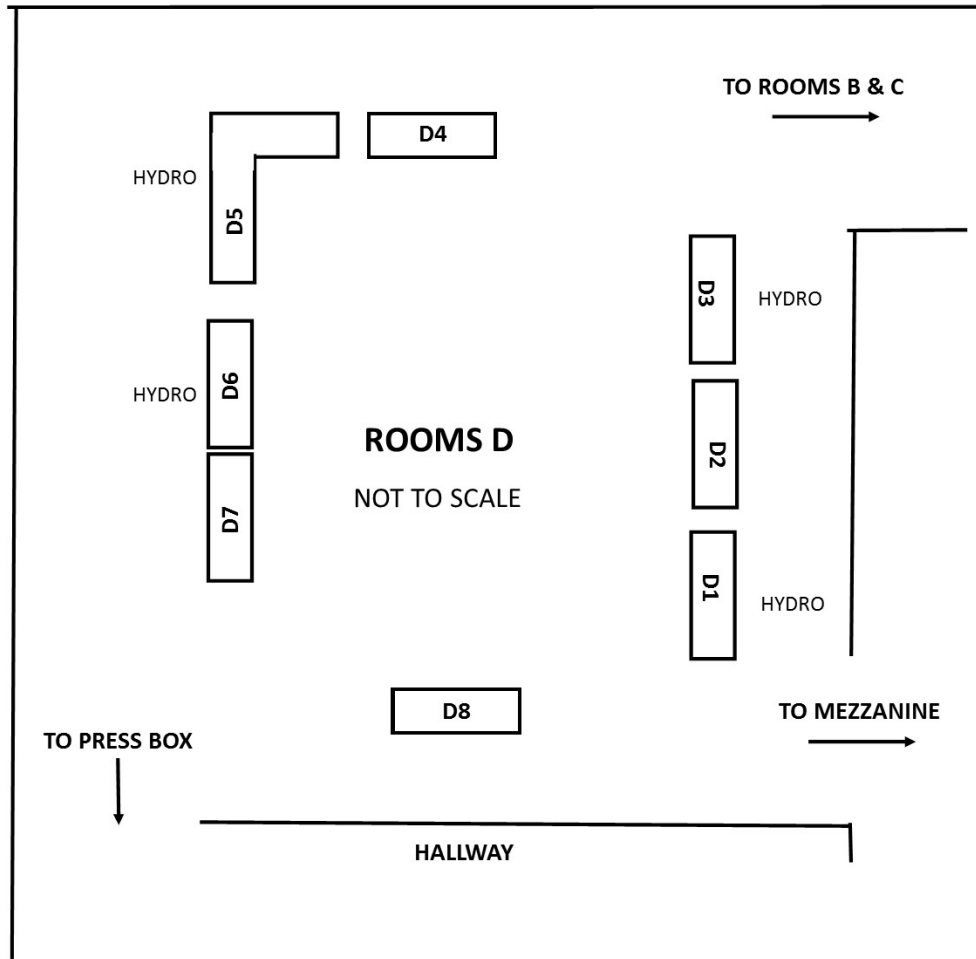 TO ROOMS B & C
D4
HYDRO
D5
D3
HYDRO
D6
HYDRO
ROOMS D
D2
NOT TO SCALE
D7
D1
HYDRO
D8
TO MEZZANINE
TO PRESS BOX
HALLWAY